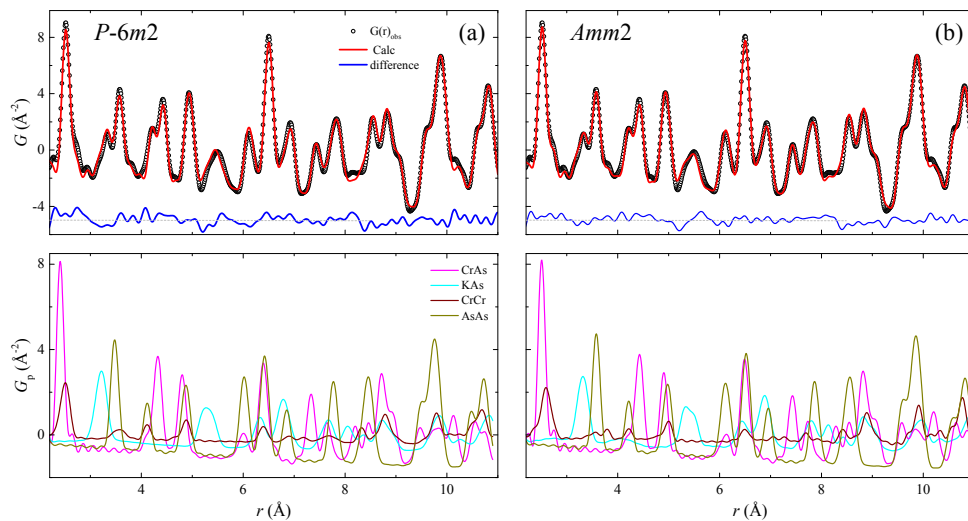 P-6m2
(a)
G(r)obs
Calc
difference
Amm2
(b)
G (Å-2)
8
4
0
-4
CrAs
KAs
CrCr
AsAs
Gp (Å-2)
8
4
0
4
6
8
10
4
6
8
10
r (Å)
r (Å)